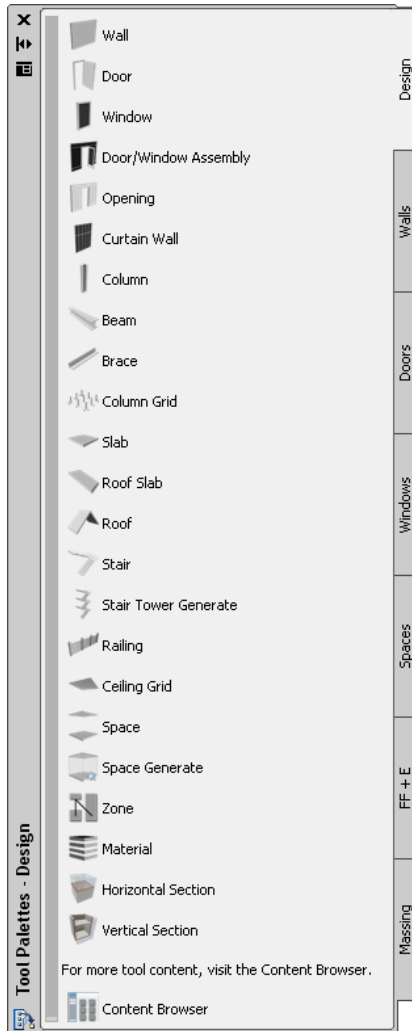 Wall
Door
Window
Door/Window Assembly
Opening
Curtain Wall
Column
Beam
Brace
Column Grid
Slab
Roof Slab
Roof
Stair
Stair Tower Generate
Railing
Ceiling Grid
Space
Space Generate
Zone
Material
Horizontal Section
Vertical Section
For more tool content, visit the Content Browser.
Content Browser
Design
Walls
Doors
Windows
Spaces
FF + E
Massing
Tool Palettes - Design